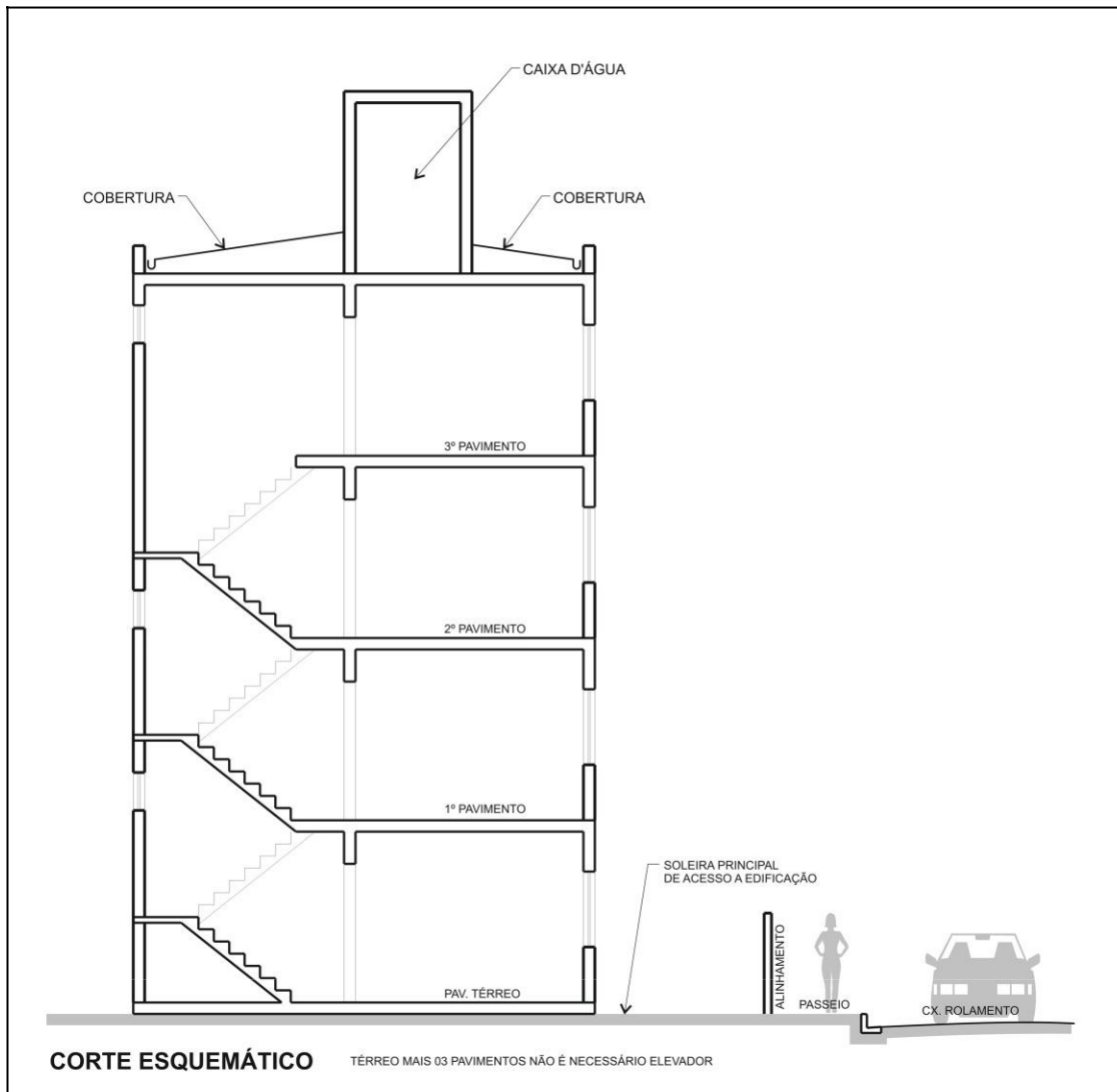 CAIXA D'ÁGUA
COBERTURA
COBERTURA
3º PAVIMENTO
2º PAVIMENTO
1º PAVIMENTO
SOLEIRA PRINCIPAL
DE ACESSO A EDIFICAÇÃO
ALINHAMENTO
PAV. TÉRREO
PASSEIO
CX. ROLAMENTO
CORTE ESQUEMÁTICO
TÉRREO MAIS 03 PAVIMENTOS NÃO É NECESSÁRIO ELEVADOR